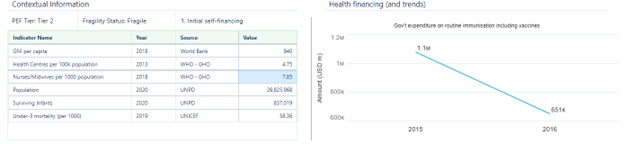 Contextual Information
PEF Tier: Tier 2
Fragility Status: Fragile
1. Initial self-financing
Indicator Name Year Source Value
GNI per capita 2018 World Bank 940
Health Centres per 100k population 2013 WHO - GHO 4.75
Nurses/Midwives per 1000 population 2018 WHO - GHO 7.85
Population 2020 UNPD 29,825,968
Surviving Infants 2020 UNPD 837,019
Under-5 mortality (per 1000) 2019 UNICEF 58.36
Health financing (and trends)
Gov't expenditure on routine immunisation including vaccines
Amount (USD m)
1.2M
1M
800K
600K
1.1M
651K
2015
2016